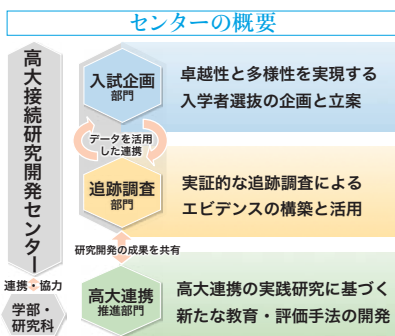 センターの概要
高大接続研究開発センター
連携・協力
学部・
研究科
入試企画
部門
卓越性と多様性を実現する
入学者選抜の企画と立案
データを活用
した連携
追跡調査
部門
実証的な追跡調査による
エビデンスの構築と活用
研究開発の成果を共有
高大連携
推進部門
高大連携の実践研究に基づく
新たな教育・評価手法の開発